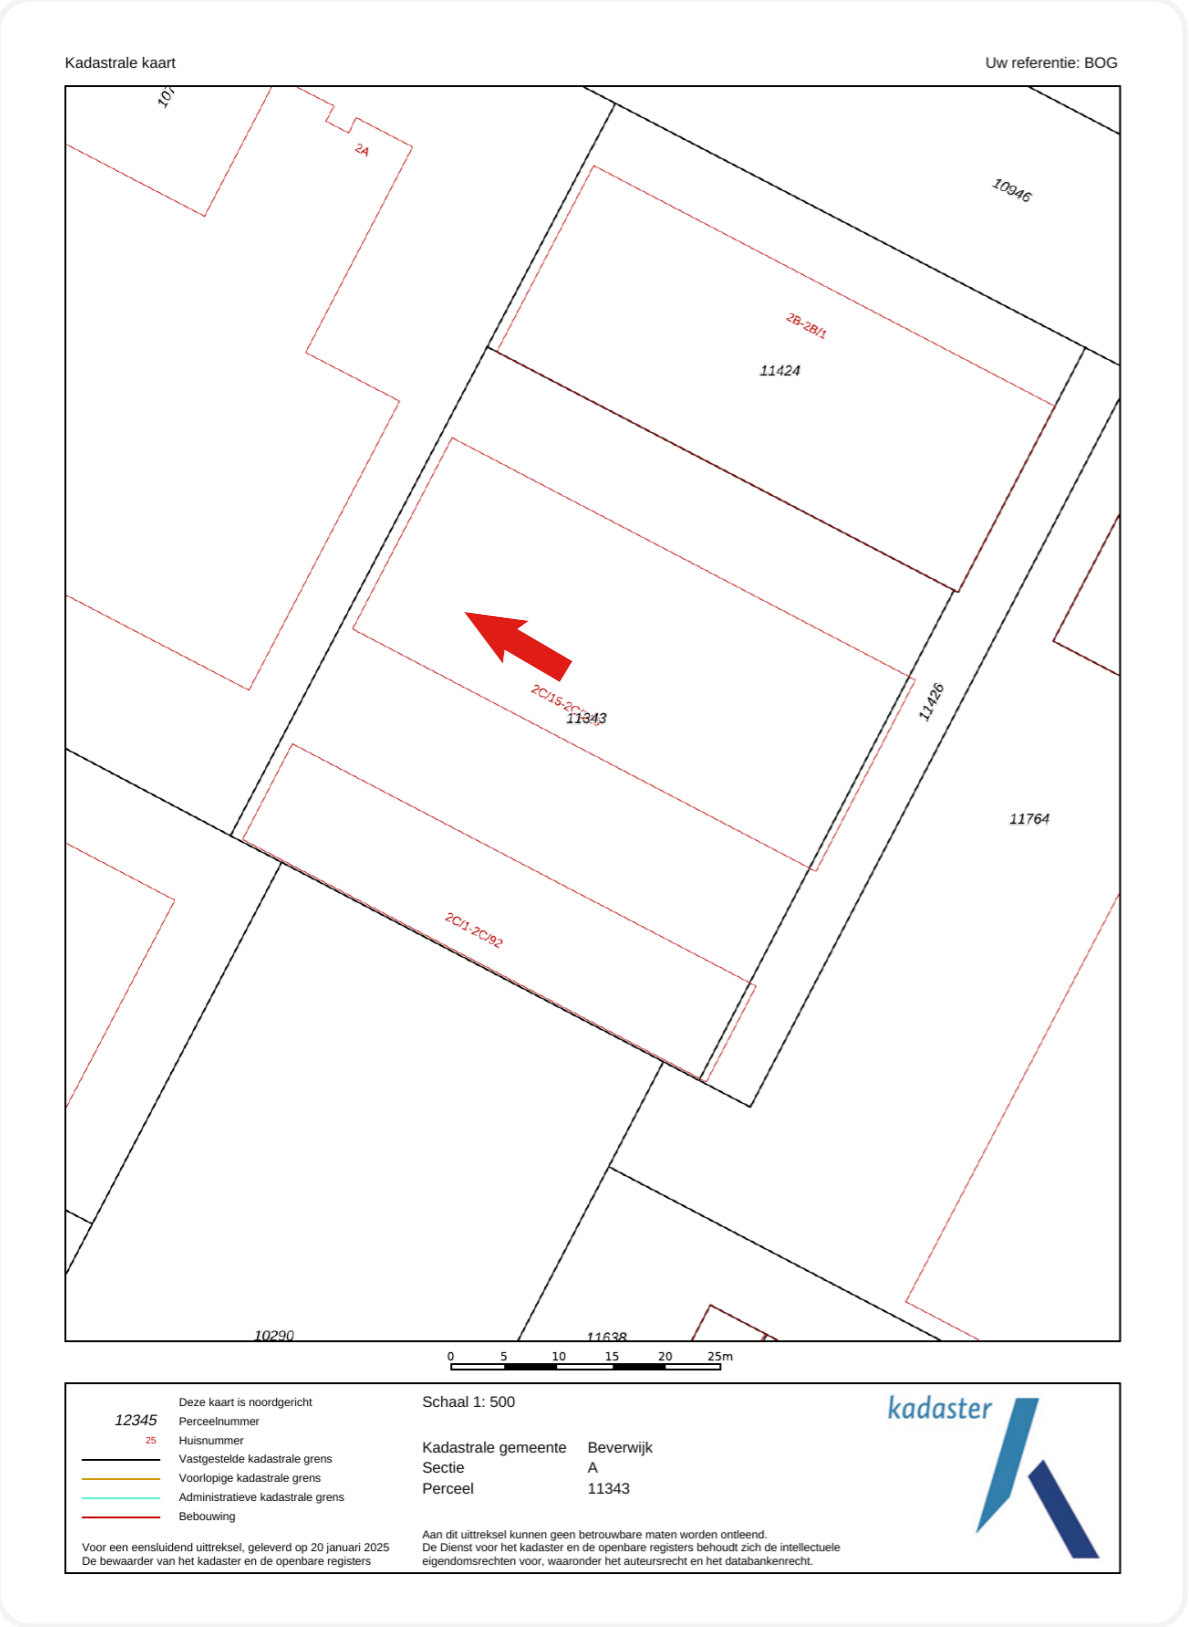 Kadastrale kaart
Uw referentie: BOG
2A
10946
2B-2B/1
11424
11426
2C/15-2C
11343
11764
2C/1-2C/92
10290
11638
0 5 10 15 20 25m
Deze kaart is noordgericht
12345 Perceelnummer
25 Huisnummer
Vastgestelde kadastrale grens
Voorlopige kadastrale grens
Administratieve kadastrale grens
Bebouwing
Voor een eensluidend uittreksel, geleverd op 20 januari 2025
De bewaarder van het kadaster en de openbare registers
Schaal 1: 500
Kadastrale gemeente Beverwijk
Sectie A
Perceel 11343
Aan dit uittreksel kunnen geen betrouwbare maten worden ontleend.
De Dienst voor het kadaster en de openbare registers behoudt zich de intellectuele
eigendomsrechten voor, waaronder het auteursrecht en het databankenrecht.
kadaster